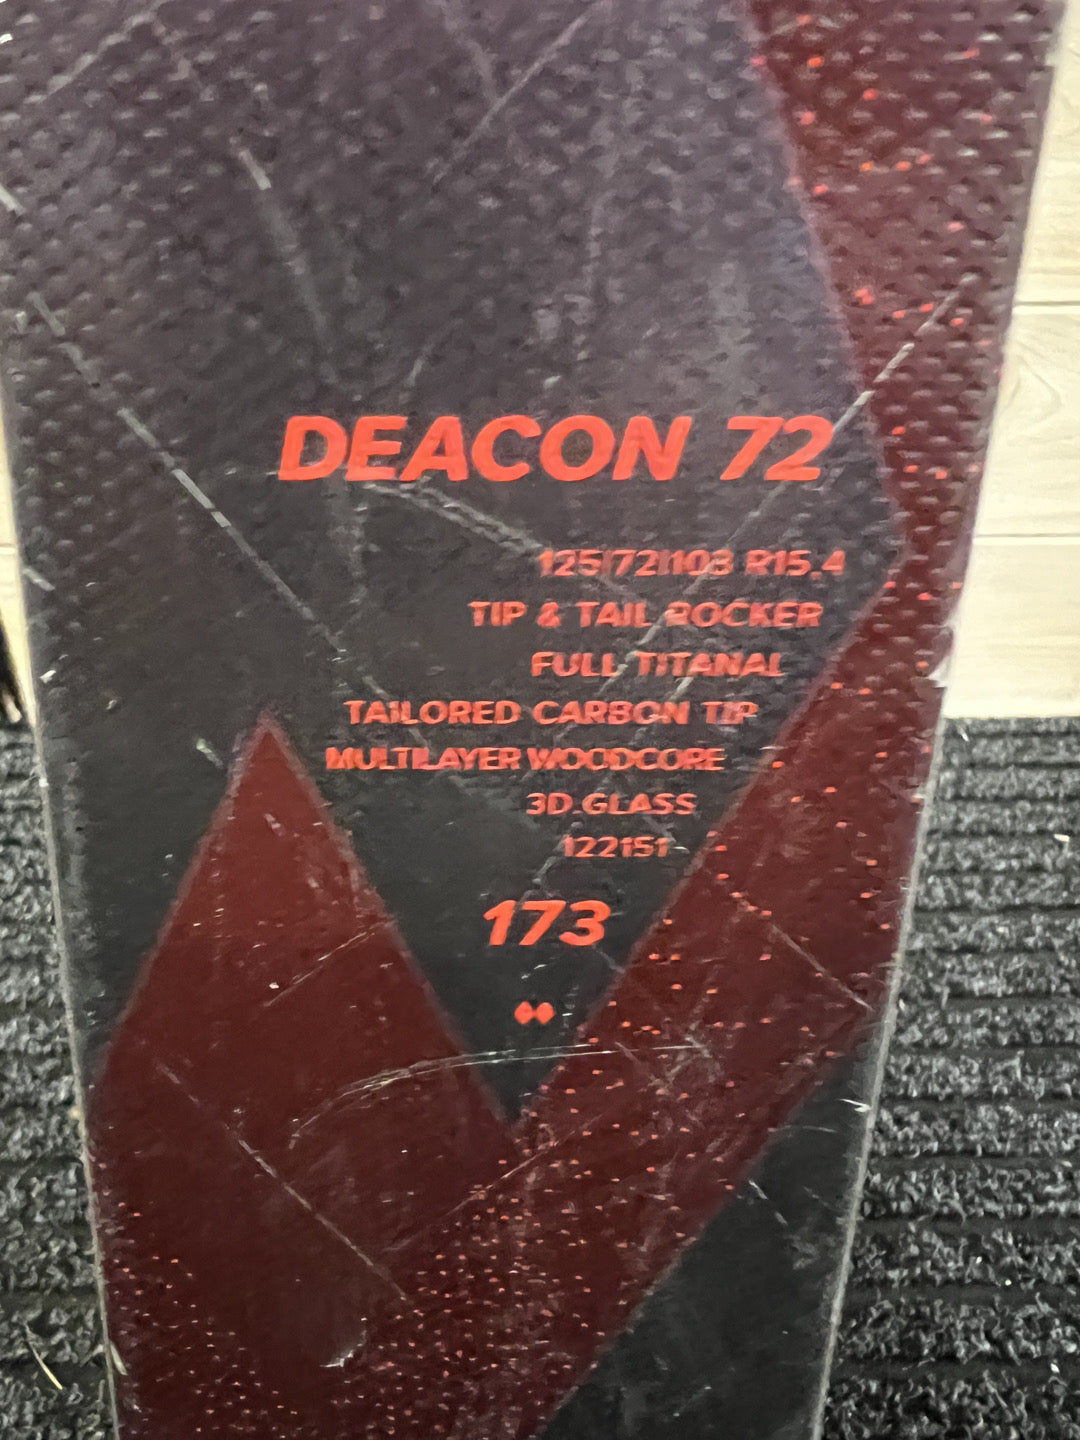 DEACON 72
125/72/103 R15.4
TIP & TAIL ROCKER
FULL TITANAL
TAILORED CARBON TIP
MULTILAYER WOODCORE
3D.GLASS
122151
173